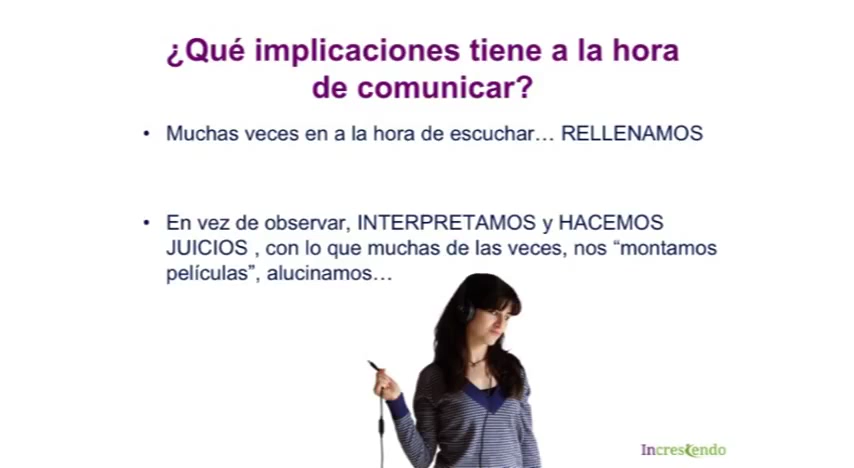 ¿Qué implicaciones tiene a la hora
de comunicar?
• Muchas veces en a la hora de escuchar… RELLENAMOS
• En vez de observar, INTERPRETAMOS y HACEMOS
JUICIOS , con lo que muchas de las veces, nos “montamos
películas”, alucinamos…
Increscendo